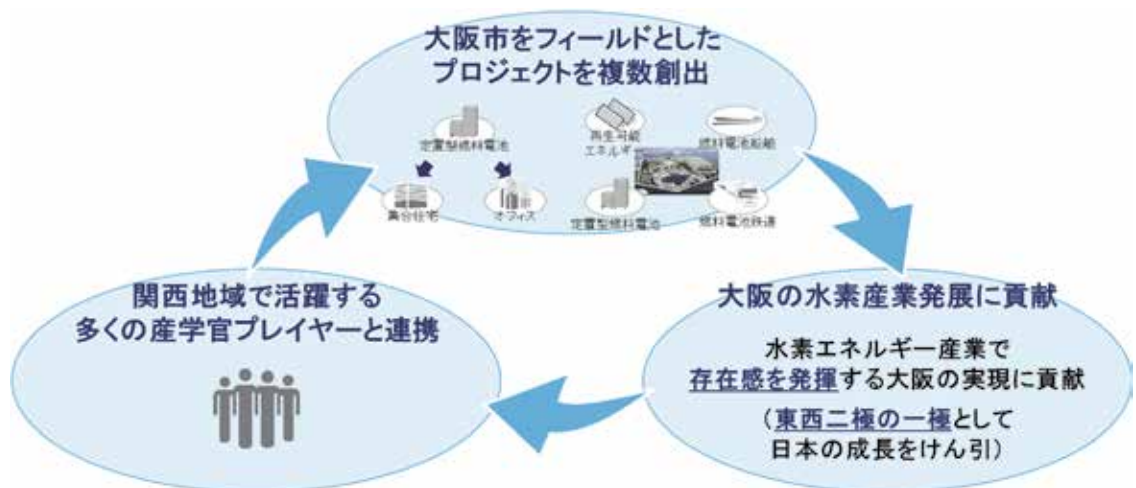 大阪市をフィールドとした
プロジェクトを複数創出
定置型燃料電池
集合住宅
オフィス
再生可能
エネルギー
燃料電池船舶
定置型燃料電池
燃料電池鉄道
関西地域で活躍する
多くの産学官プレイヤーと連携
大阪の水素産業発展に貢献
水素エネルギー産業で
存在感を発揮する大阪の実現に貢献
（東西二極の一極として
日本の成長をけん引）